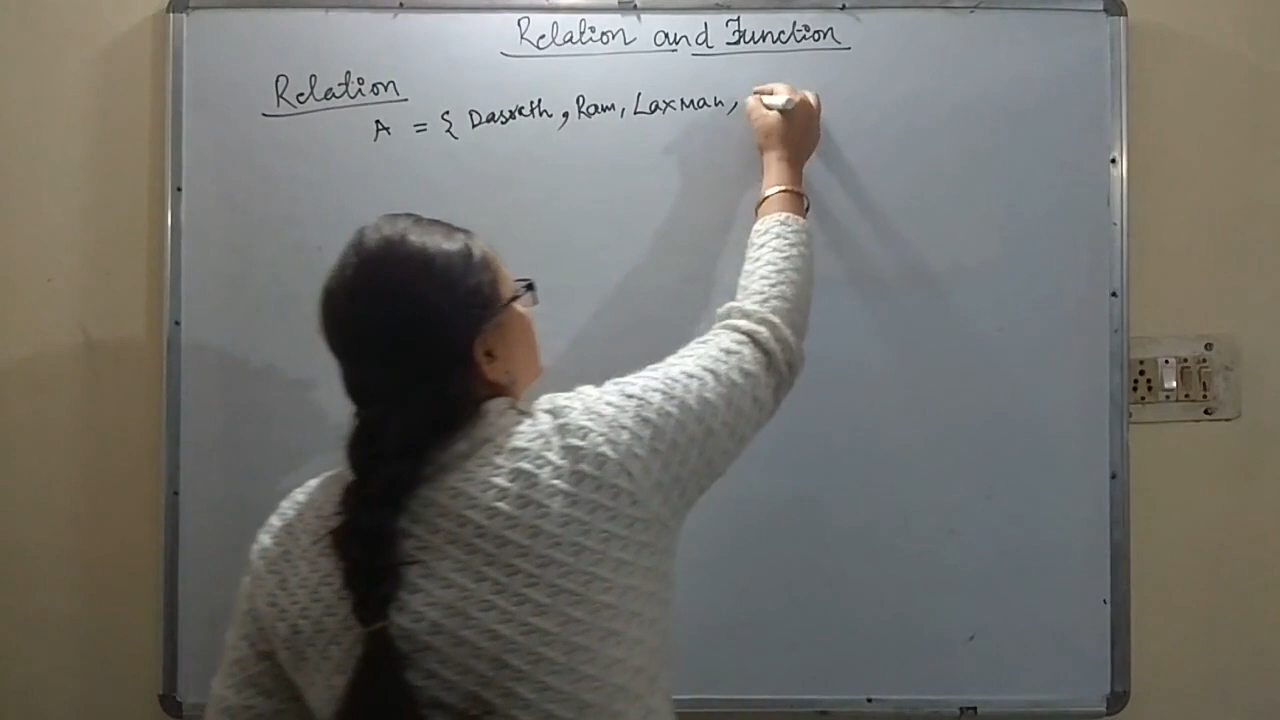 Relation and Function
Relation
A = { Dasrath, Ram, Laxman,